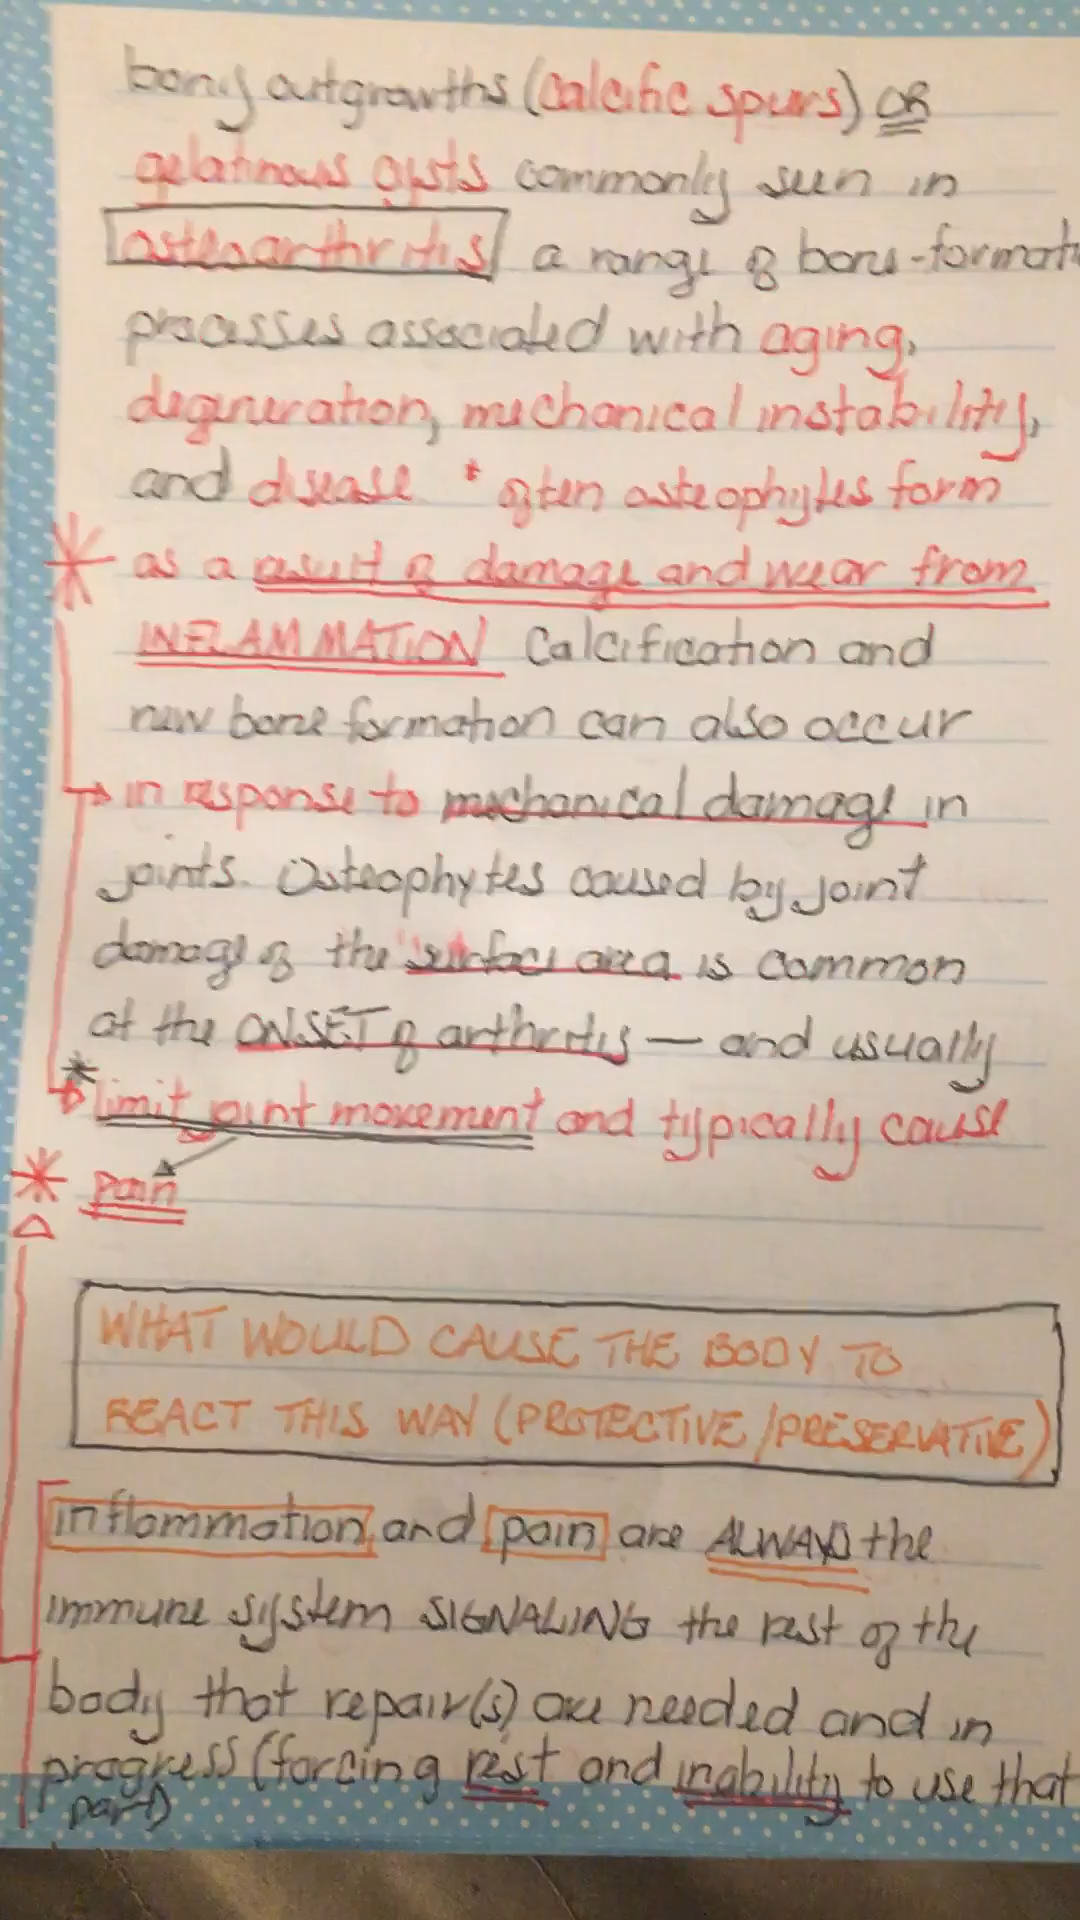 bony outgrowths (calcific spurs) OR
gelatinous cysts commonly seen in
osteoarthritis a range of bone-formati
processes associated with aging,
degeneration, mechanical instability,
and disease * often osteophytes form
as a result of damage and wear from
INFLAMMATION Calcification and
new bone formation can also occur
in response to mechanical damage in
joints. Osteophytes caused by joint
damage of the surface area is common
at the ONSET of arthritis — and usually
*limit joint movement and typically cause
pain
WHAT WOULD CAUSE THE BODY TO
REACT THIS WAY (PROTECTIVE/PRESERVATIVE)
inflammation and pain are ALWAYS the
immune system SIGNALING the rest of the
body that repair(s) are needed and in
progress (forcing rest and inability to use that
part)